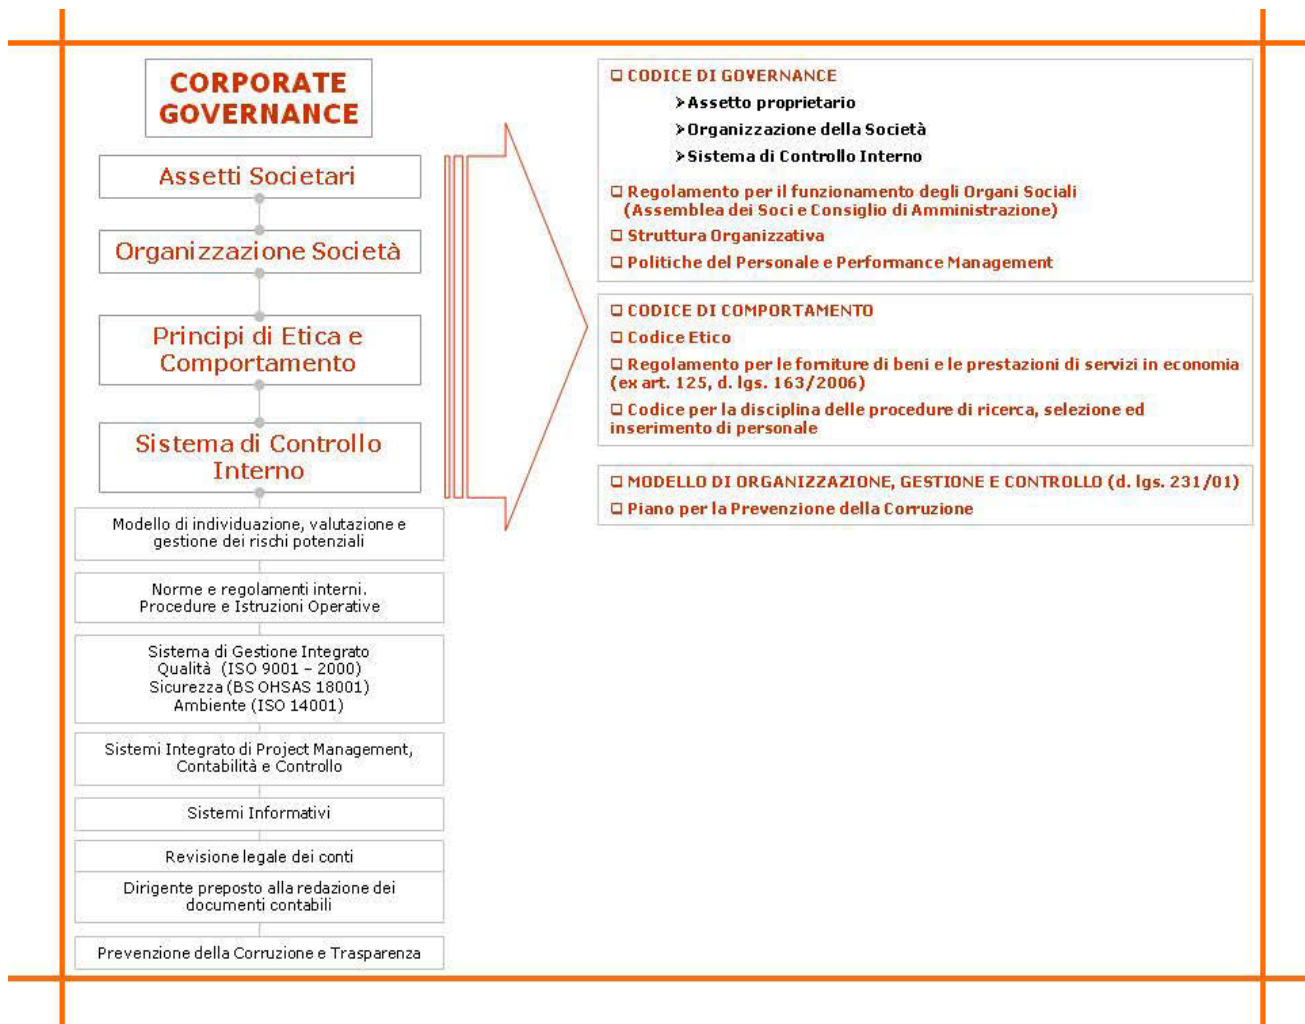 CORPORATE
GOVERNANCE
Assetti Societari
Organizzazione Società
Principi di Etica e
Comportamento
Sistema di Controllo
Interno
Modello di individuazione, valutazione e
gestione dei rischi potenziali
Norme e regolamenti interni.
Procedure e Istruzioni Operative
Sistema di Gestione Integrato
Qualità (ISO 9001 – 2000)
Sicurezza (BS OHSAS 18001)
Ambiente (ISO 14001)
Sistemi Integrato di Project Management,
Contabilità e Controllo
Sistemi Informativi
Revisione legale dei conti
Dirigente preposto alla redazione dei
documenti contabili
Prevenzione della Corruzione e Trasparenza
❑ CODICE DI GOVERNANCE
➢Assetto proprietario
➢Organizzazione della Società
➢Sistema di Controllo Interno
❑ Regolamento per il funzionamento degli Organi Sociali
(Assemblea dei Soci e Consiglio di Amministrazione)
❑ Struttura Organizzativa
❑ Politiche del Personale e Performance Management
❑ CODICE DI COMPORTAMENTO
❑ Codice Etico
❑ Regolamento per le forniture di beni e le prestazioni di servizi in economia
(ex art. 125, d. lgs. 163/2006)
❑ Codice per la disciplina delle procedure di ricerca, selezione ed
inserimento di personale
❑ MODELLO DI ORGANIZZAZIONE, GESTIONE E CONTROLLO (d. lgs. 231/01)
❑ Piano per la Prevenzione della Corruzione